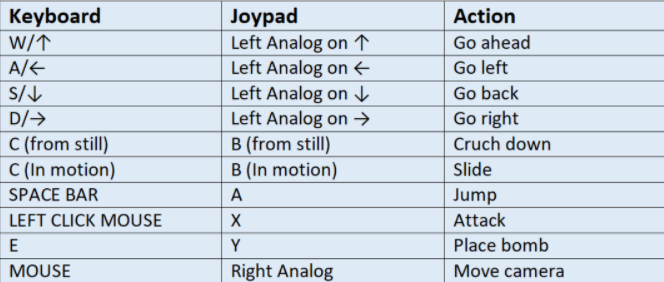 Keyboard Joypad Action
W/↑ Left Analog on ↑ Go ahead
A/← Left Analog on ← Go left
S/↓ Left Analog on ↓ Go back
D/→ Left Analog on → Go right
C (from still) B (from still) Cruch down
C (In motion) B (In motion) Slide
SPACE BAR A Jump
LEFT CLICK MOUSE X Attack
E Y Place bomb
MOUSE Right Analog Move camera